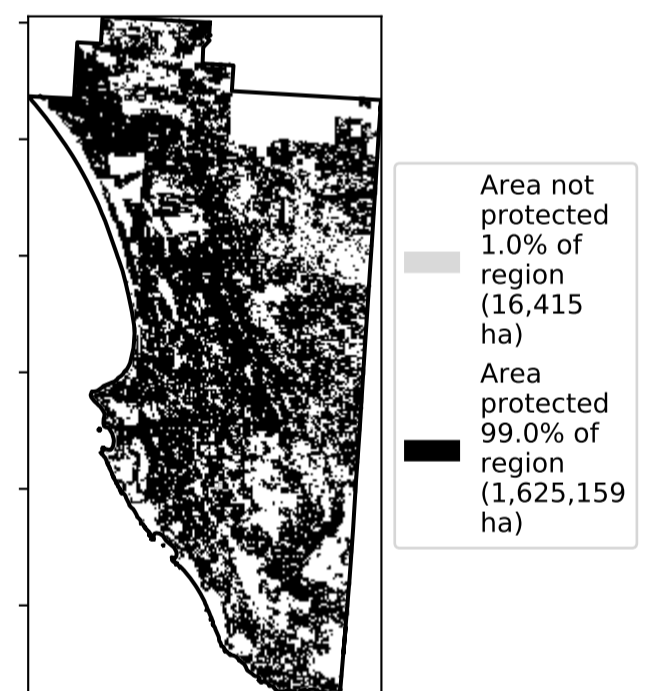 Area not
protected
1.0% of
region
(16,415
ha)
Area
protected
99.0% of
region
(1,625,159
ha)